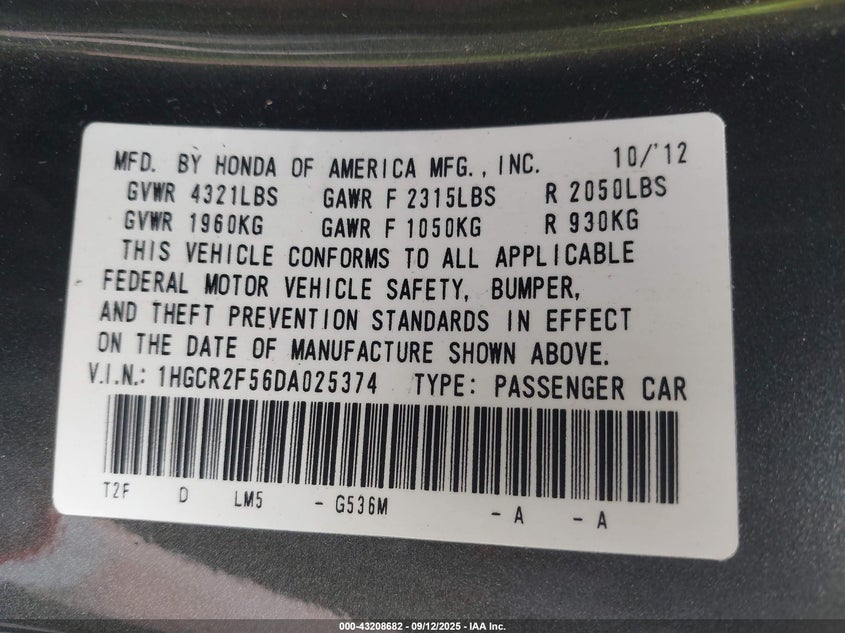 MFD. BY HONDA OF AMERICA MFG., INC. 10/'12
GVWR 4321LBS GAWR F 2315LBS R 2050LBS
GVWR 1960KG GAWR F 1050KG R 930KG
THIS VEHICLE CONFORMS TO ALL APPLICABLE
FEDERAL MOTOR VEHICLE SAFETY, BUMPER,
AND THEFT PREVENTION STANDARDS IN EFFECT
ON THE DATE OF MANUFACTURE SHOWN ABOVE.
V.I.N.: 1HGCR2F56DA025374 TYPE: PASSENGER CAR
T2F D LM5 - G536M - A - A
000-43208682 - 09/12/2025 - IAA Inc.